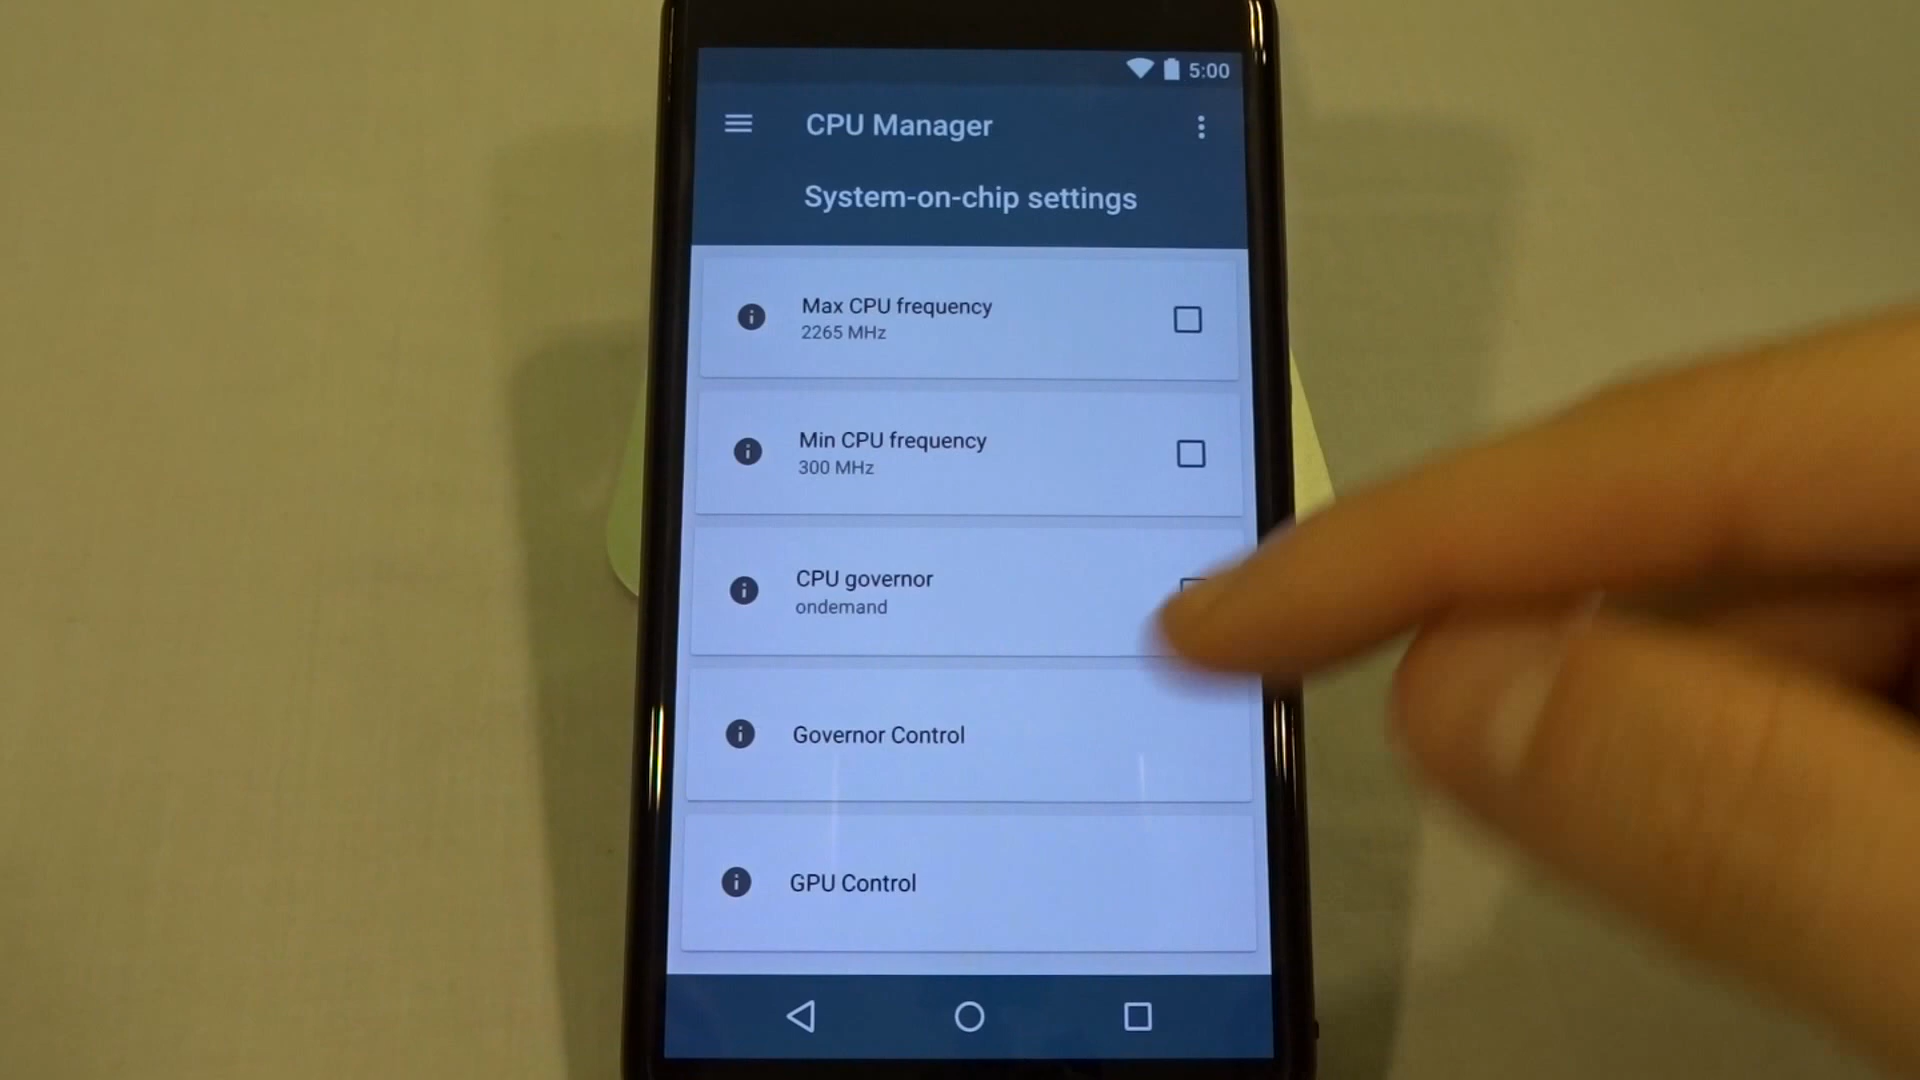 5:00
CPU Manager
System-on-chip settings
Max CPU frequency
2265 MHz
Min CPU frequency
300 MHz
CPU governor
ondemand
Governor Control
GPU Control